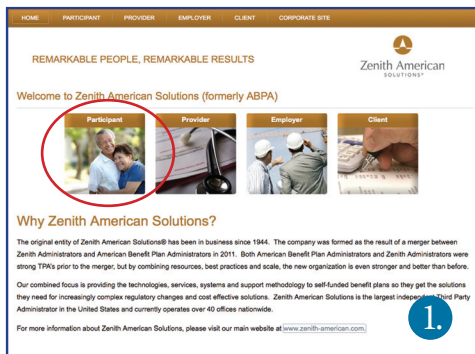 HOME PARTICIPANT PROVIDER EMPLOYER CLIENT CORPORATE SITE
REMARKABLE PEOPLE, REMARKABLE RESULTS
Zenith American
SOLUTIONS®
Welcome to Zenith American Solutions (formerly ABPA)
Participant Provider Employer Client
Why Zenith American Solutions?
The original entity of Zenith American Solutions® has been in business since 1944. The company was formed as the result of a merger between
Zenith Administrators and American Benefit Plan Administrators in 2011. Both American Benefit Plan Administrators and Zenith Administrators were
strong TPA's prior to the merger, but by combining resources, best practices and scale, the new organization is even stronger and better than before.
Our combined focus is providing the technologies, services, systems and support methodology to self-funded benefit plans so they get the solutions
they need for increasingly complex regulatory changes and cost effective solutions. Zenith American Solutions is the largest independent Third Party
Administrator in the United States and currently operates over 40 offices nationwide.
For more information about Zenith American Solutions, please visit our main website at www.zenith-american.com.
1.